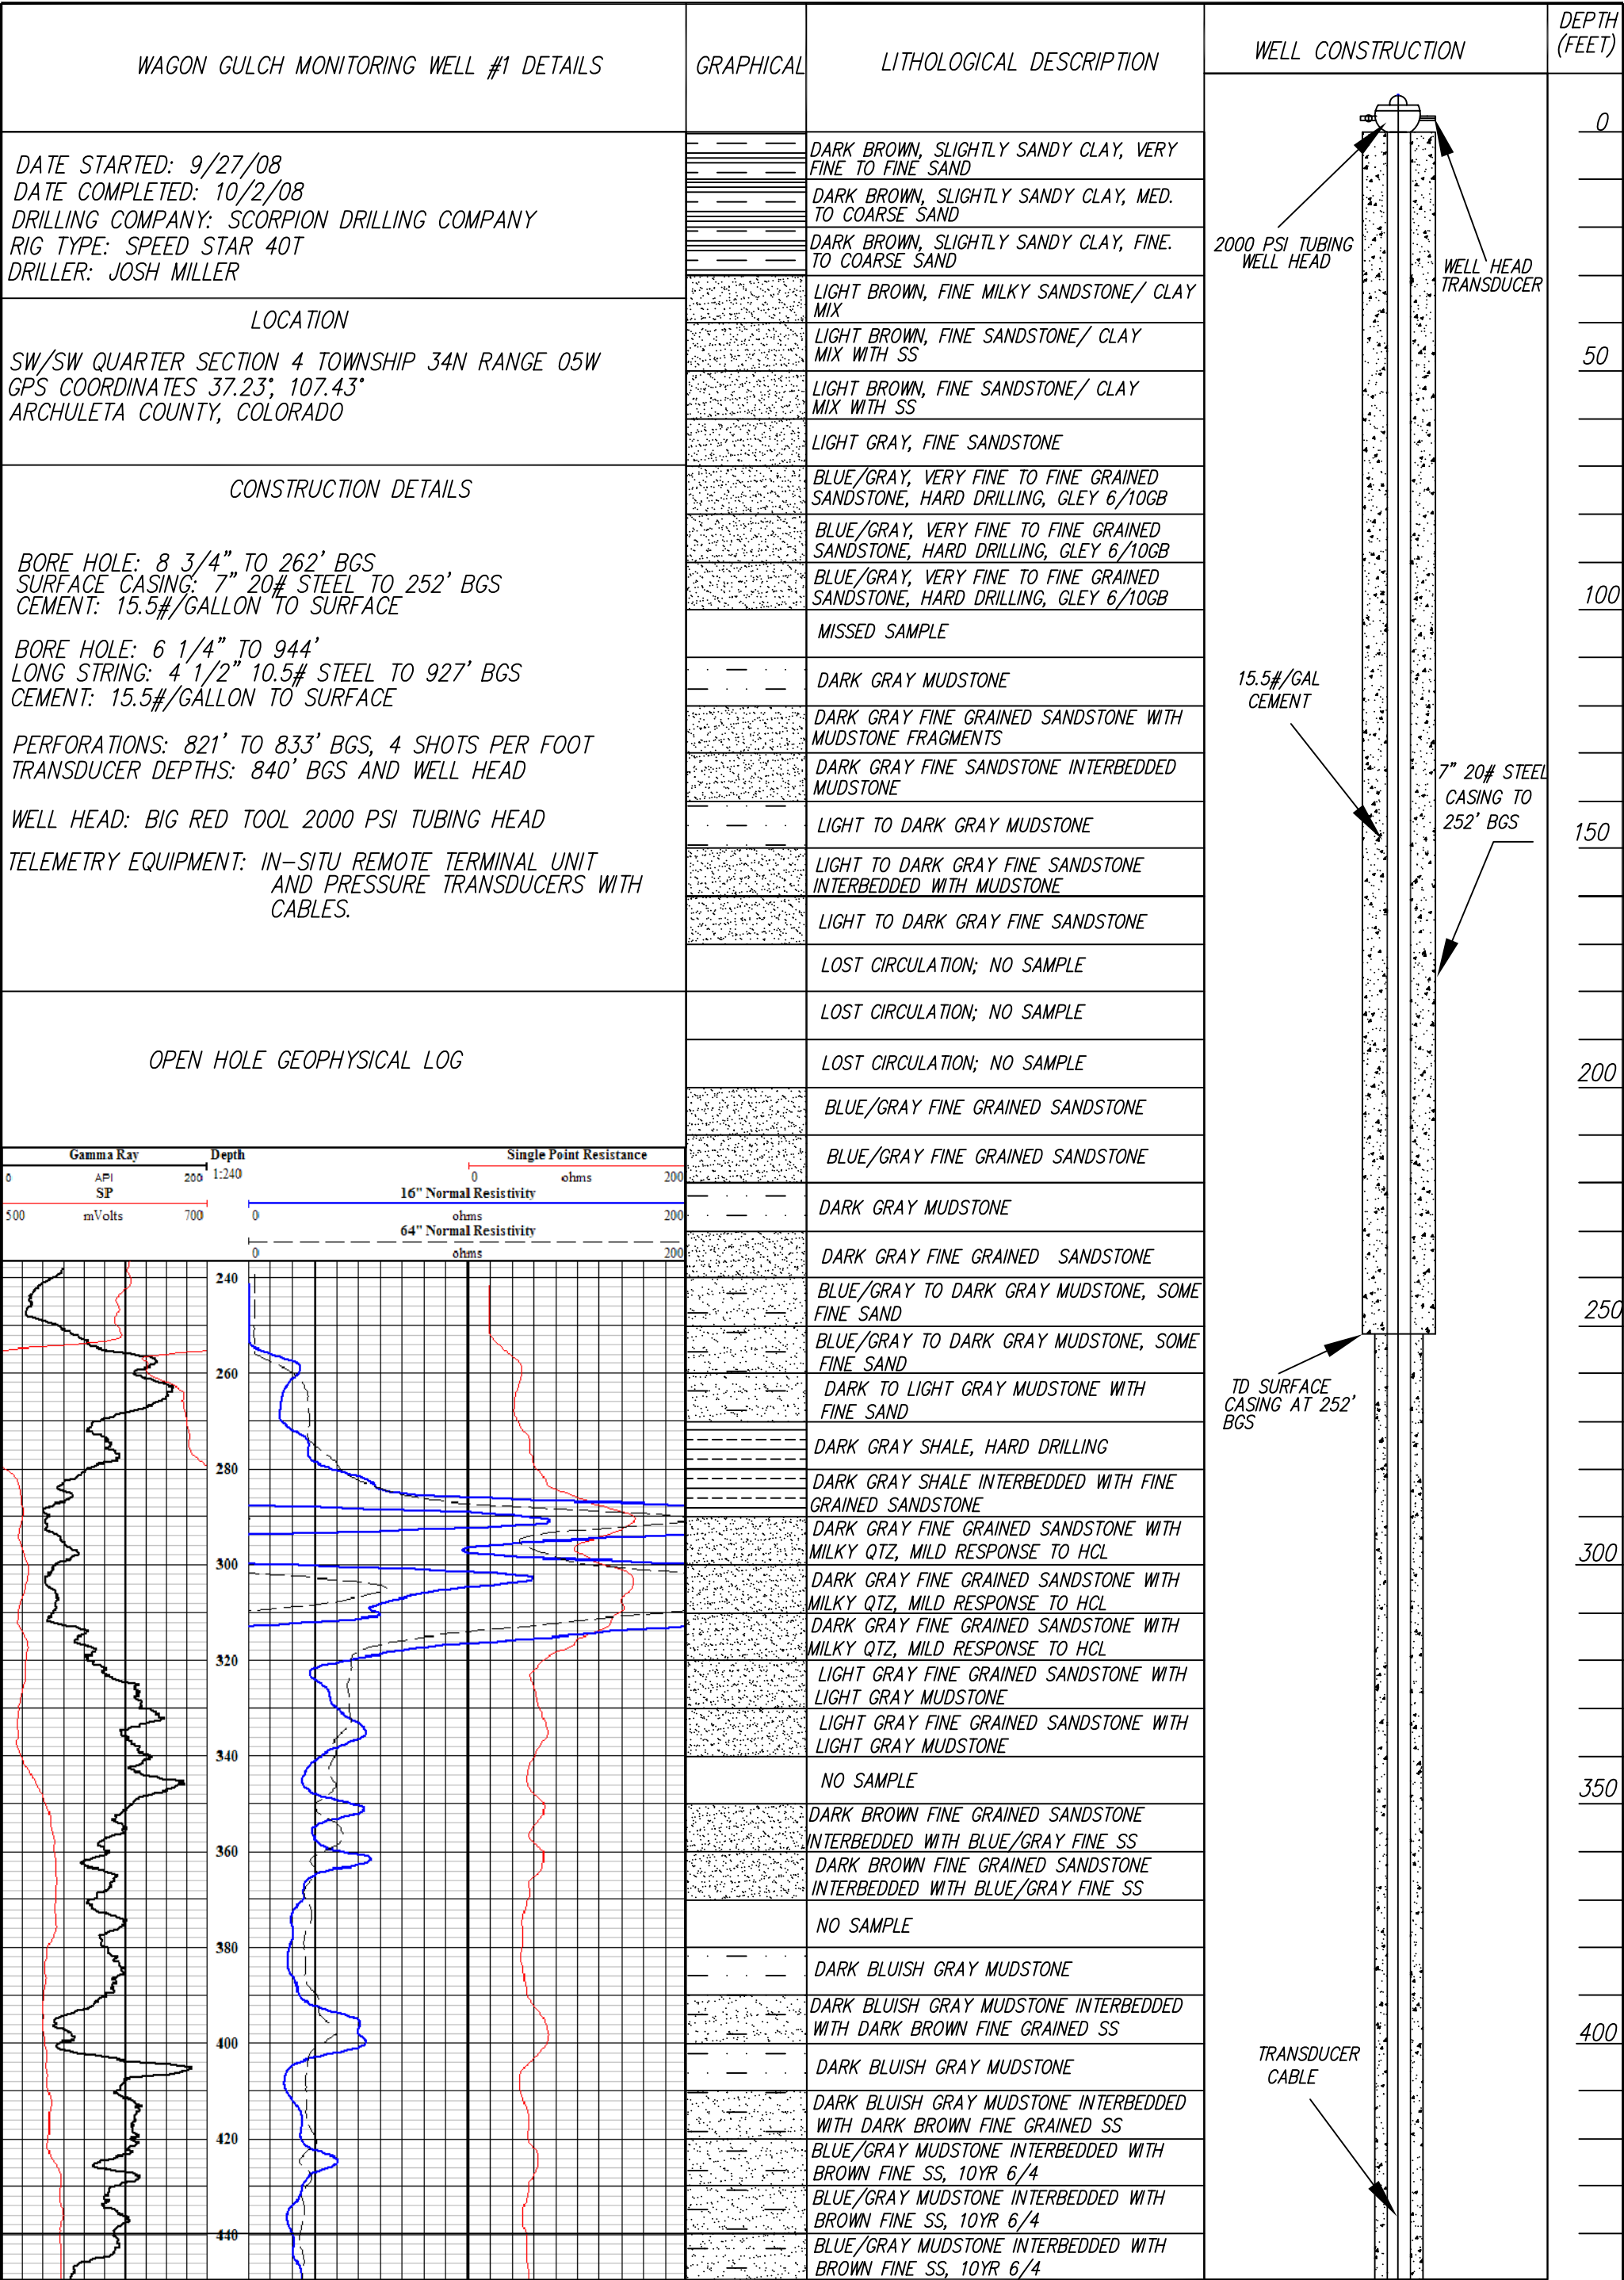 WAGON GULCH MONITORING WELL #1 DETAILS
GRAPHICAL
LITHOLOGICAL DESCRIPTION
WELL CONSTRUCTION
DEPTH
(FEET)
DATE STARTED: 9/27/08
DATE COMPLETED: 10/2/08
DRILLING COMPANY: SCORPION DRILLING COMPANY
RIG TYPE: SPEED STAR 40T
DRILLER: JOSH MILLER
LOCATION
SW/SW QUARTER SECTION 4 TOWNSHIP 34N RANGE 05W
GPS COORDINATES 37.23°, 107.43°
ARCHULETA COUNTY, COLORADO
CONSTRUCTION DETAILS
BORE HOLE: 8 3/4" TO 262' BGS
SURFACE CASING: 7" 20# STEEL TO 252' BGS
CEMENT: 15.5#/GALLON TO SURFACE
BORE HOLE: 6 1/4" TO 944'
LONG STRING: 4 1/2" 10.5# STEEL TO 927' BGS
CEMENT: 15.5#/GALLON TO SURFACE
PERFORATIONS: 821' TO 833' BGS, 4 SHOTS PER FOOT
TRANSDUCER DEPTHS: 840' BGS AND WELL HEAD
WELL HEAD: BIG RED TOOL 2000 PSI TUBING HEAD
TELEMETRY EQUIPMENT: IN-SITU REMOTE TERMINAL UNIT
AND PRESSURE TRANSDUCERS WITH
CABLES.
OPEN HOLE GEOPHYSICAL LOG
Gamma Ray
0 API 200
SP
500 mVolts 700
Depth
1:240
Single Point Resistance
0 ohms 200
16" Normal Resistivity
0 ohms 200
64" Normal Resistivity
0 ohms 200
240
260
280
300
320
340
360
380
400
420
440
DARK BROWN, SLIGHTLY SANDY CLAY, VERY
FINE TO FINE SAND
DARK BROWN, SLIGHTLY SANDY CLAY, MED.
TO COARSE SAND
DARK BROWN, SLIGHTLY SANDY CLAY, FINE.
TO COARSE SAND
LIGHT BROWN, FINE MILKY SANDSTONE/ CLAY
MIX
LIGHT BROWN, FINE SANDSTONE/ CLAY
MIX WITH SS
LIGHT BROWN, FINE SANDSTONE/ CLAY
MIX WITH SS
LIGHT GRAY, FINE SANDSTONE
BLUE/GRAY, VERY FINE TO FINE GRAINED
SANDSTONE, HARD DRILLING, GLEY 6/10GB
BLUE/GRAY, VERY FINE TO FINE GRAINED
SANDSTONE, HARD DRILLING, GLEY 6/10GB
BLUE/GRAY, VERY FINE TO FINE GRAINED
SANDSTONE, HARD DRILLING, GLEY 6/10GB
MISSED SAMPLE
DARK GRAY MUDSTONE
DARK GRAY FINE GRAINED SANDSTONE WITH
MUDSTONE FRAGMENTS
DARK GRAY FINE SANDSTONE INTERBEDDED
MUDSTONE
LIGHT TO DARK GRAY MUDSTONE
LIGHT TO DARK GRAY FINE SANDSTONE
INTERBEDDED WITH MUDSTONE
LIGHT TO DARK GRAY FINE SANDSTONE
LOST CIRCULATION; NO SAMPLE
LOST CIRCULATION; NO SAMPLE
LOST CIRCULATION; NO SAMPLE
BLUE/GRAY FINE GRAINED SANDSTONE
BLUE/GRAY FINE GRAINED SANDSTONE
DARK GRAY MUDSTONE
DARK GRAY FINE GRAINED SANDSTONE
BLUE/GRAY TO DARK GRAY MUDSTONE, SOME
FINE SAND
BLUE/GRAY TO DARK GRAY MUDSTONE, SOME
FINE SAND
DARK TO LIGHT GRAY MUDSTONE WITH
FINE SAND
DARK GRAY SHALE, HARD DRILLING
DARK GRAY SHALE INTERBEDDED WITH FINE
GRAINED SANDSTONE
DARK GRAY FINE GRAINED SANDSTONE WITH
MILKY QTZ, MILD RESPONSE TO HCL
DARK GRAY FINE GRAINED SANDSTONE WITH
MILKY QTZ, MILD RESPONSE TO HCL
DARK GRAY FINE GRAINED SANDSTONE WITH
MILKY QTZ, MILD RESPONSE TO HCL
LIGHT GRAY FINE GRAINED SANDSTONE WITH
LIGHT GRAY MUDSTONE
LIGHT GRAY FINE GRAINED SANDSTONE WITH
LIGHT GRAY MUDSTONE
NO SAMPLE
DARK BROWN FINE GRAINED SANDSTONE
INTERBEDDED WITH BLUE/GRAY FINE SS
DARK BROWN FINE GRAINED SANDSTONE
INTERBEDDED WITH BLUE/GRAY FINE SS
NO SAMPLE
DARK BLUISH GRAY MUDSTONE
DARK BLUISH GRAY MUDSTONE INTERBEDDED
WITH DARK BROWN FINE GRAINED SS
DARK BLUISH GRAY MUDSTONE
DARK BLUISH GRAY MUDSTONE INTERBEDDED
WITH DARK BROWN FINE GRAINED SS
BLUE/GRAY MUDSTONE INTERBEDDED WITH
BROWN FINE SS, 10YR 6/4
BLUE/GRAY MUDSTONE INTERBEDDED WITH
BROWN FINE SS, 10YR 6/4
BLUE/GRAY MUDSTONE INTERBEDDED WITH
BROWN FINE SS, 10YR 6/4
2000 PSI TUBING
WELL HEAD
WELL HEAD
TRANSDUCER
15.5#/GAL
CEMENT
7" 20# STEEL
CASING TO
252' BGS
TD SURFACE
CASING AT 252'
BGS
TRANSDUCER
CABLE
0
50
100
150
200
250
300
350
400